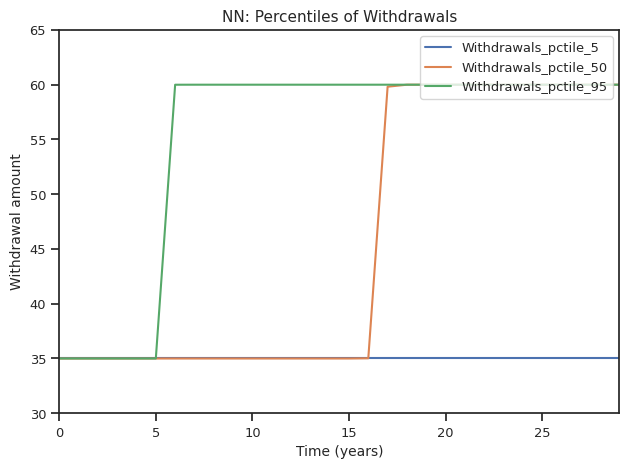 NN: Percentiles of Withdrawals
65
60
55
50
45
40
35
30
Withdrawal amount
Withdrawals_pctile_5
Withdrawals_pctile_50
Withdrawals_pctile_95
0 5 10 15 20 25
Time (years)